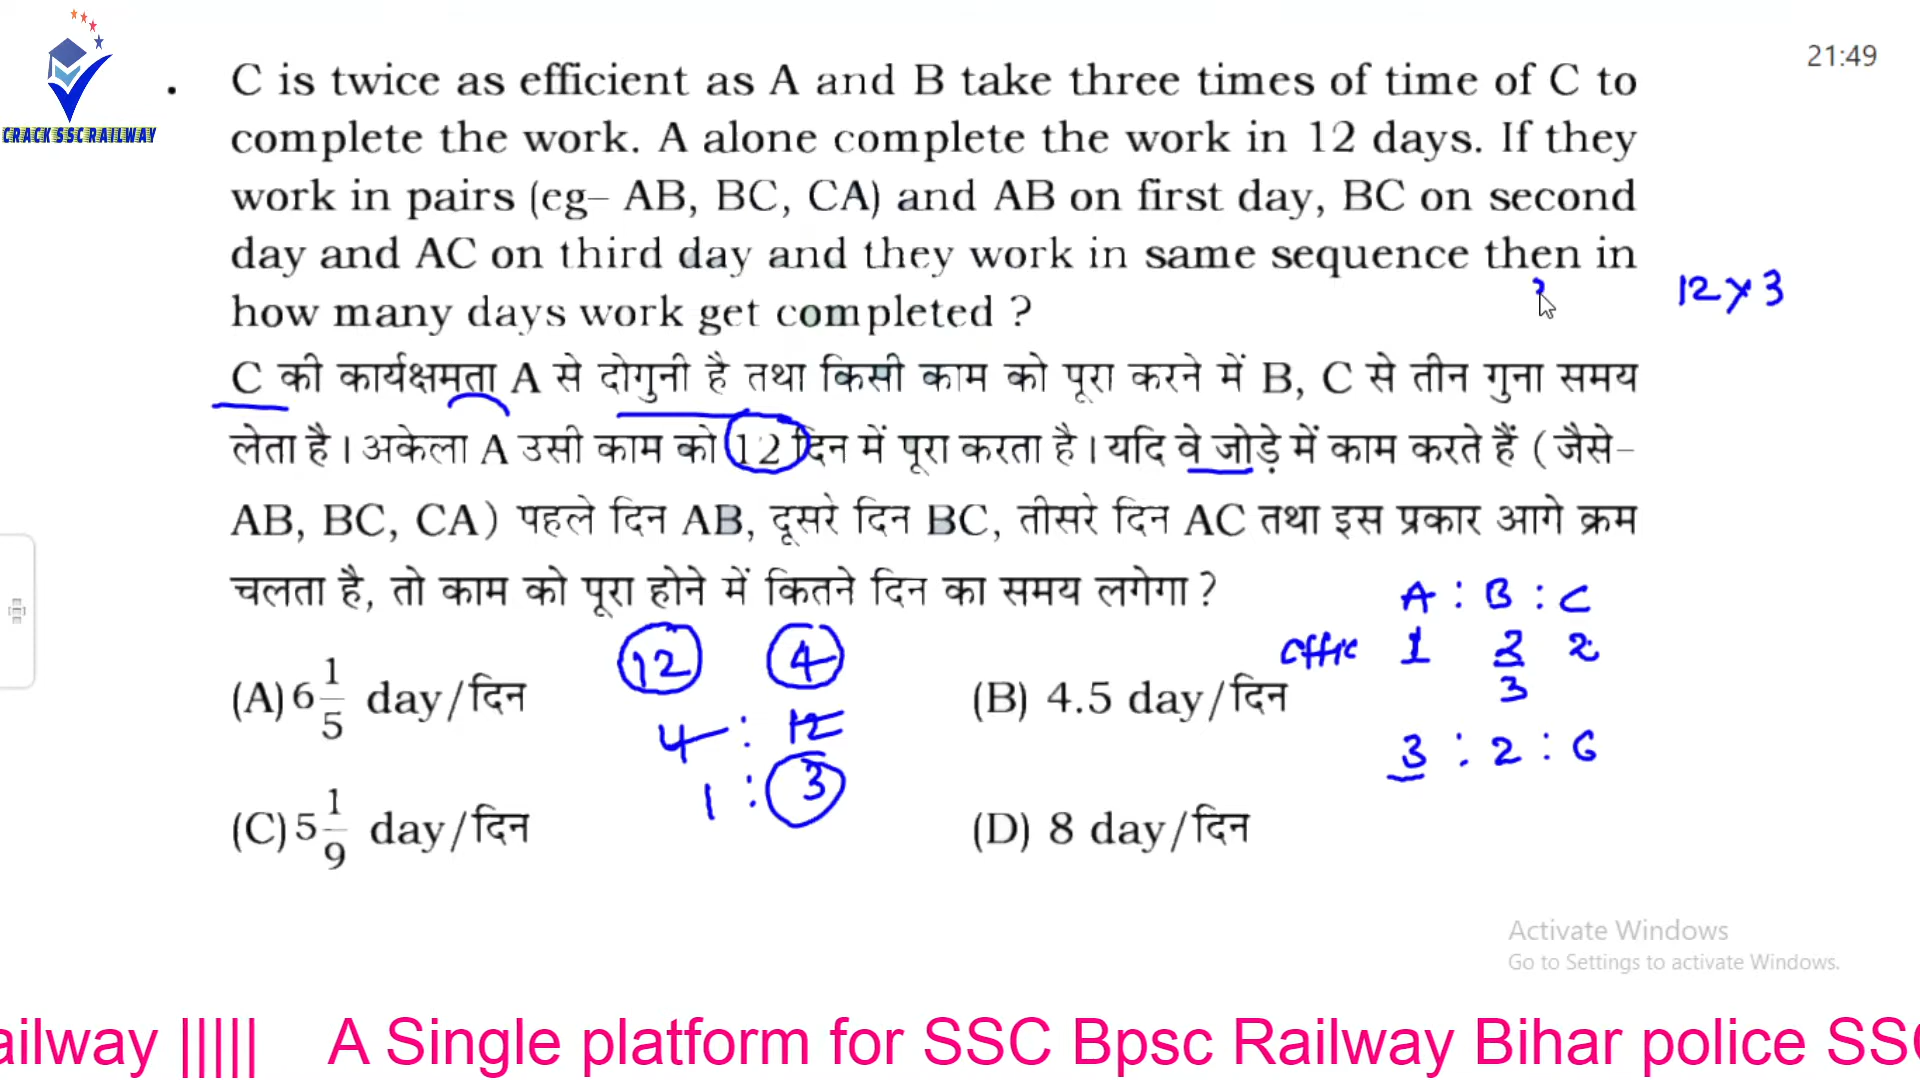 21:49
CRACK SSC RAILWAY
. C is twice as efficient as A and B take three times of time of C to
complete the work. A alone complete the work in 12 days. If they
work in pairs (eg– AB, BC, CA) and AB on first day, BC on second
day and AC on third day and they work in same sequence then in
how many days work get completed ?
12 x 3
C की कार्यक्षमता A से दोगुनी है तथा किसी काम को पूरा करने में B, C से तीन गुना समय
लेता है। अकेला A उसी काम को 12 दिन में पूरा करता है। यदि वे जोड़े में काम करते हैं (जैसे–
AB, BC, CA) पहले दिन AB, दूसरे दिन BC, तीसरे दिन AC तथा इस प्रकार आगे क्रम
चलता है, तो काम को पूरा होने में कितने दिन का समय लगेगा ?
A : B : C
effic 1 2/3 2
3 : 2 : 6
12 4
4 : 12
1 : 3
(A) 6 1/5 day/दिन (B) 4.5 day/दिन
(C) 5 1/9 day/दिन (D) 8 day/दिन
Activate Windows
Go to Settings to activate Windows.
ailway ||||| A Single platform for SSC Bpsc Railway Bihar police SSC